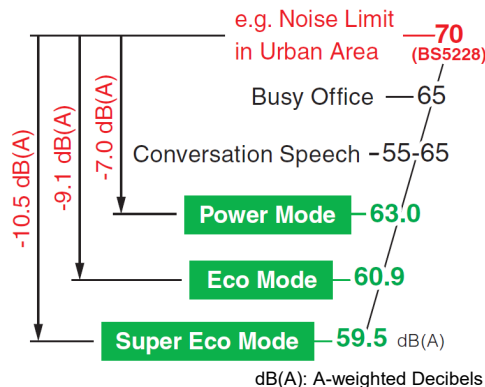 e.g. Noise Limit 70
in Urban Area (BS5228)
Busy Office 65
Conversation Speech 55-65
Power Mode 63.0
Eco Mode 60.9
Super Eco Mode 59.5 dB(A)
-10.5 dB(A)
-9.1 dB(A)
-7.0 dB(A)
dB(A): A-weighted Decibels